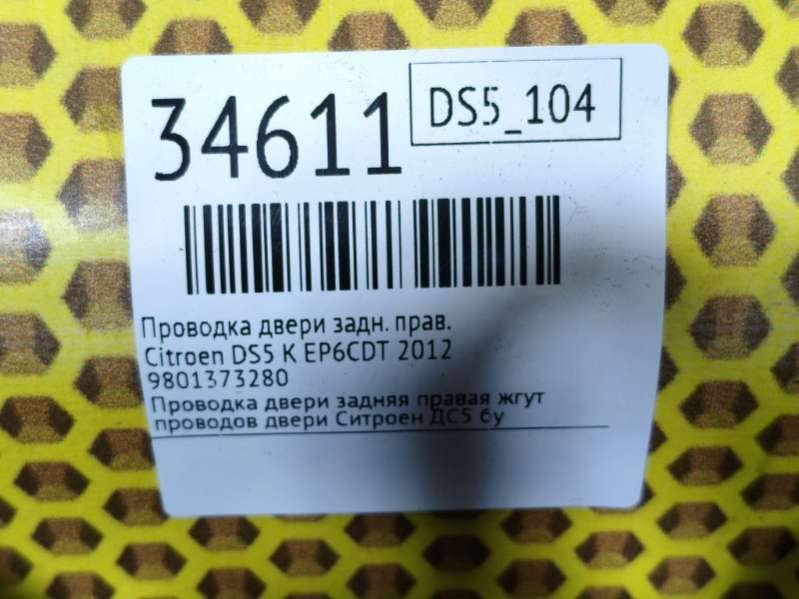 34611
DS5_104
Проводка двери задн. прав.
Citroen DS5 K EP6CDT 2012
9801373280
Проводка двери задняя правая жгут
проводов двери Ситроен ДС5 бу